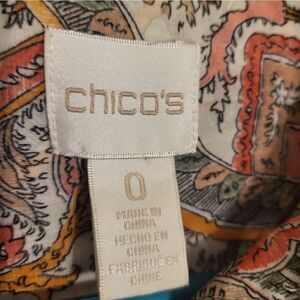 chico's
0
MADE IN
CHINA
HECHO EN
CHINA
FABRIQUÉ EN
CHINE